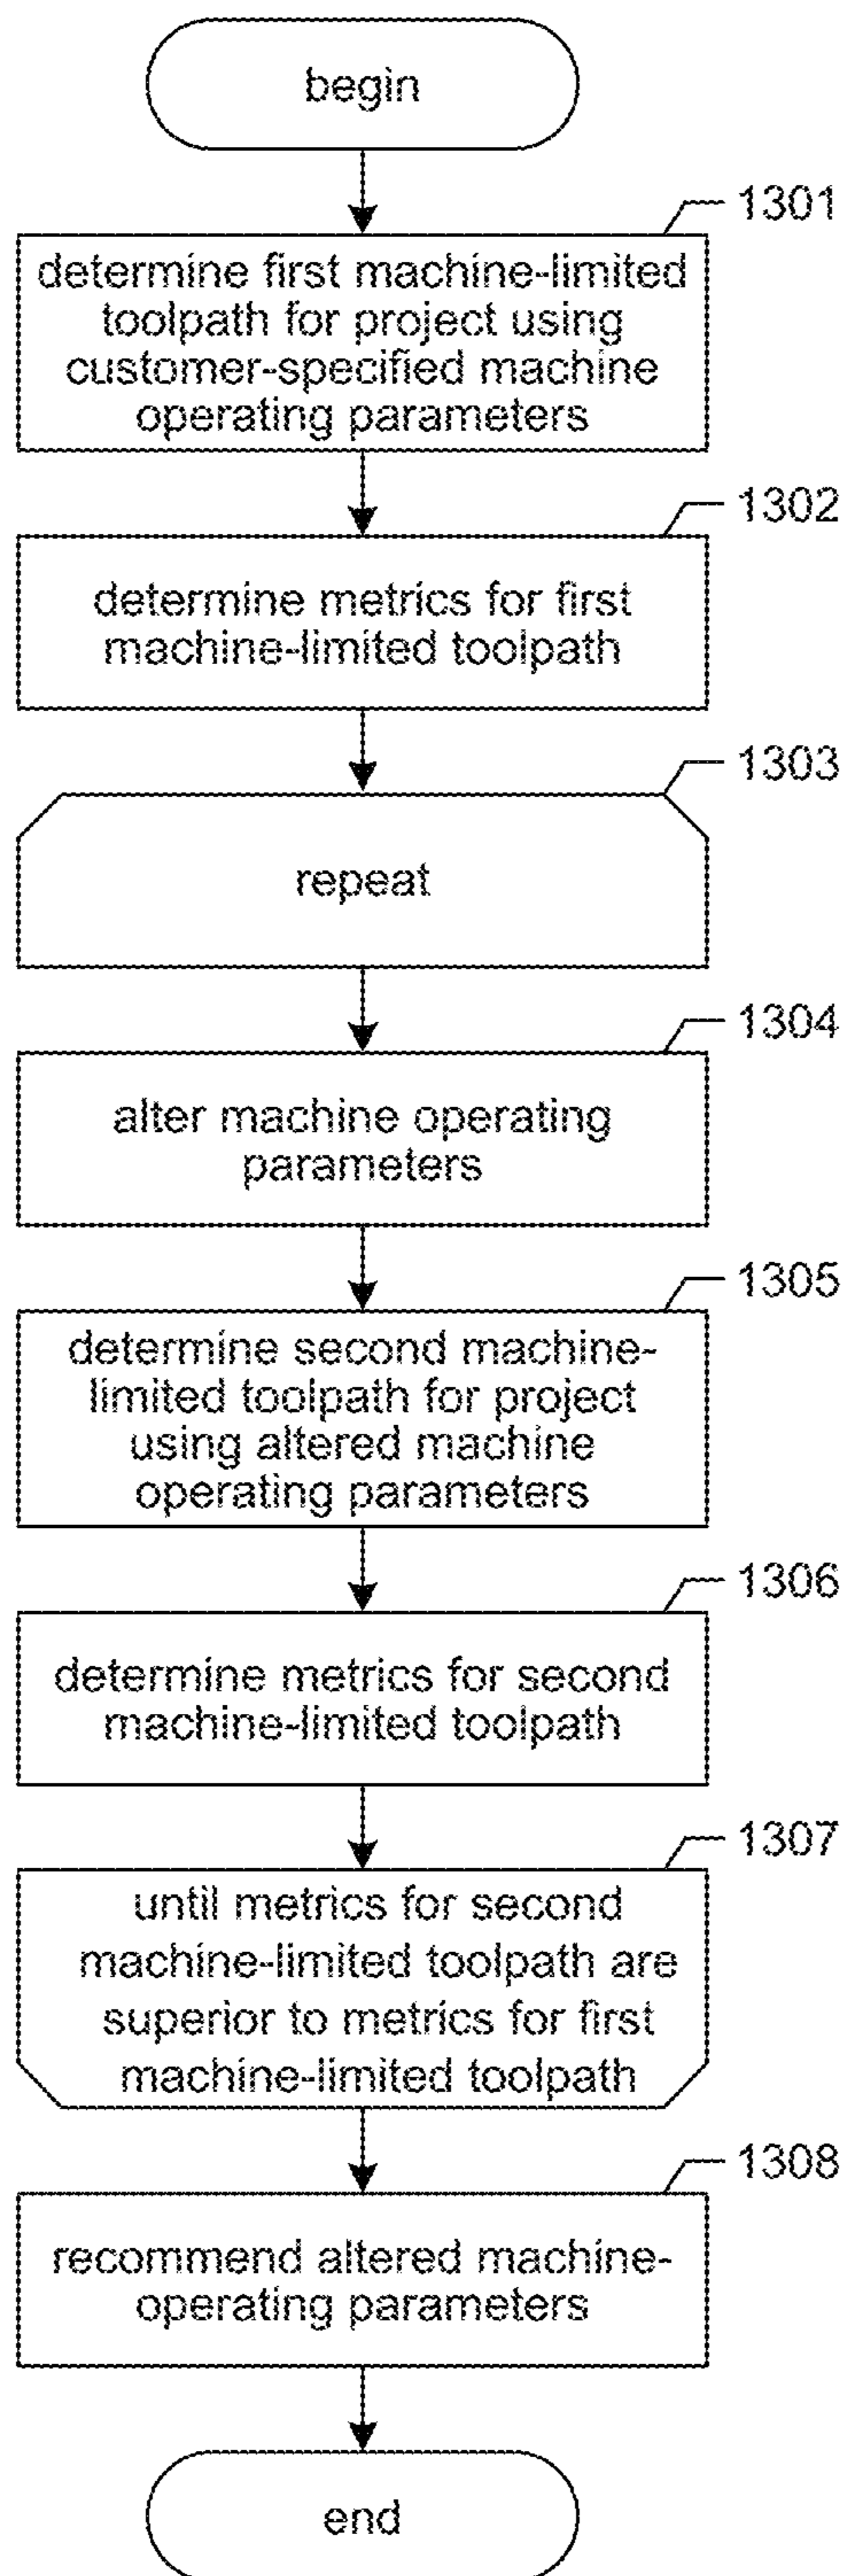 begin
1301
determine first machine-limited
toolpath for project using
customer-specified machine
operating parameters
1302
determine metrics for first
machine-limited toolpath
1303
repeat
1304
alter machine operating
parameters
1305
determine second machine-
limited toolpath for project
using altered machine
operating parameters
1306
determine metrics for second
machine-limited toolpath
1307
until metrics for second
machine-limited toolpath are
superior to metrics for first
machine-limited toolpath
1308
recommend altered machine-
operating parameters
end